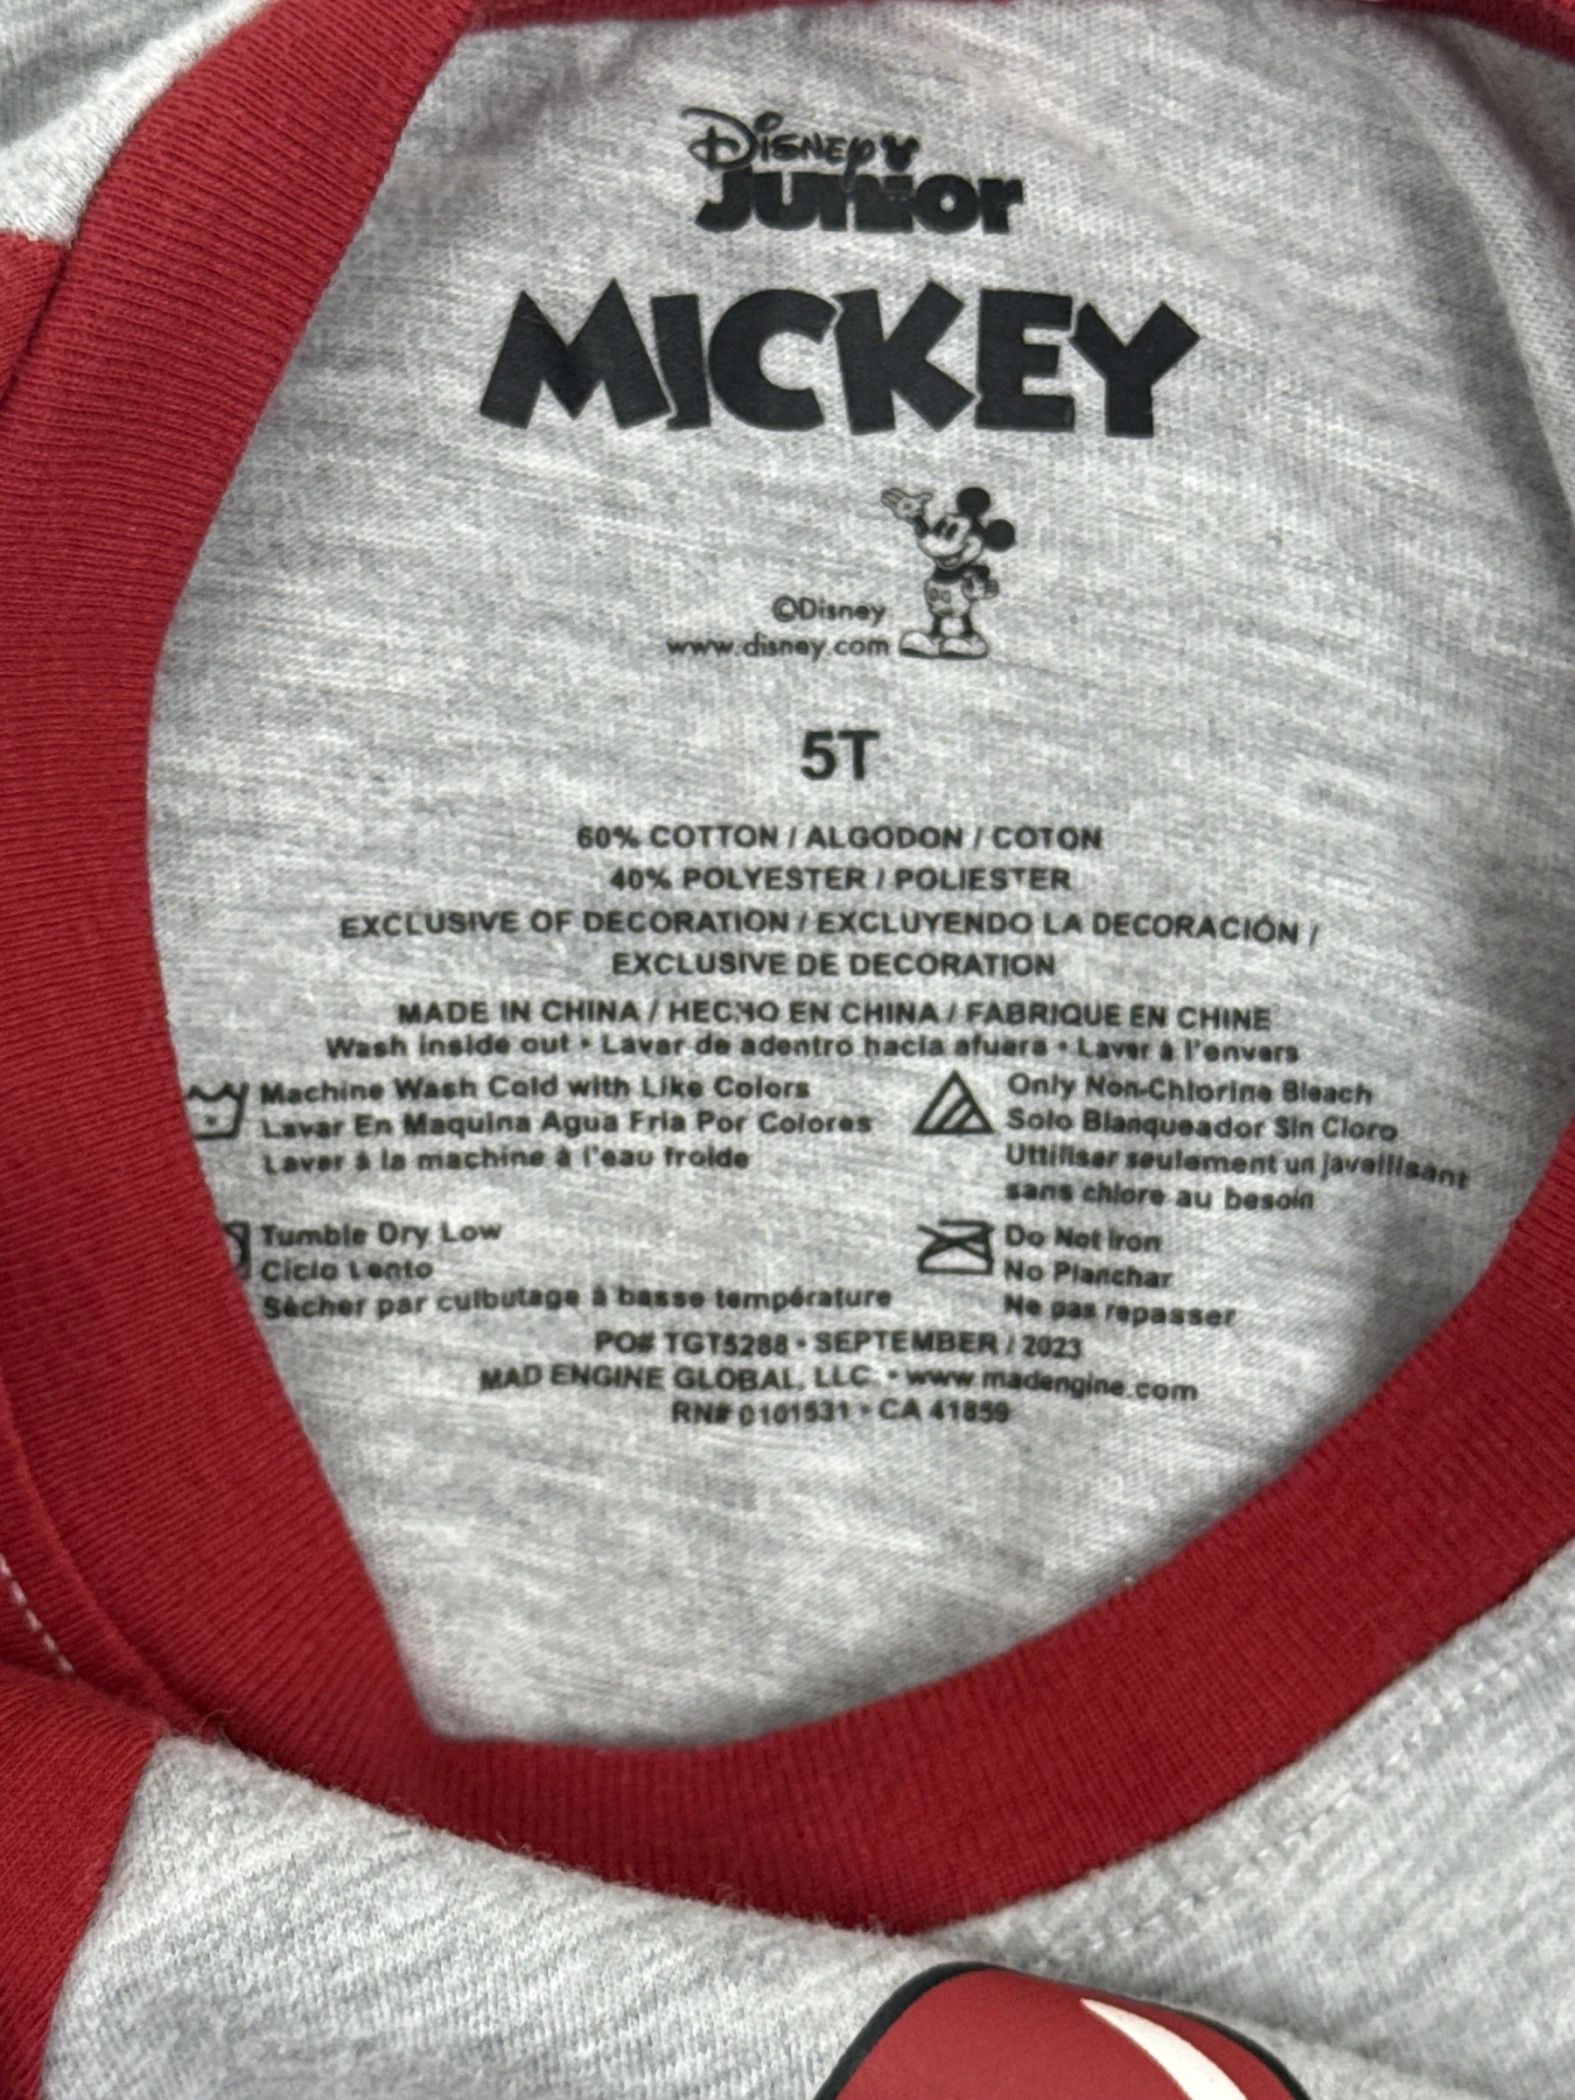 Disney
Junior
MICKEY
©Disney
www.disney.com
5T
60% COTTON / ALGODON / COTON
40% POLYESTER / POLIESTER
EXCLUSIVE OF DECORATION / EXCLUYENDO LA DECORACIÓN /
EXCLUSIVE DE DECORATION
MADE IN CHINA / HECHO EN CHINA / FABRIQUE EN CHINE
Wash inside out • Lavar de adentro hacia afuera • Laver à l'envers
Machine Wash Cold with Like Colors
Lavar En Maquina Agua Fria Por Colores
Laver à la machine à l'eau froide
Only Non-Chlorine Bleach
Solo Blanqueador Sin Cloro
Uttiliser seulement un javellisant
sans chlore au besoin
Tumble Dry Low
Ciclo Lento
Sècher par culbutage à basse température
Do Not Iron
No Planchar
Ne pas repasser
PO# TGT5288 • SEPTEMBER / 2023
MAD ENGINE GLOBAL, LLC. • www.madengine.com
RN# 0101531 • CA 41859